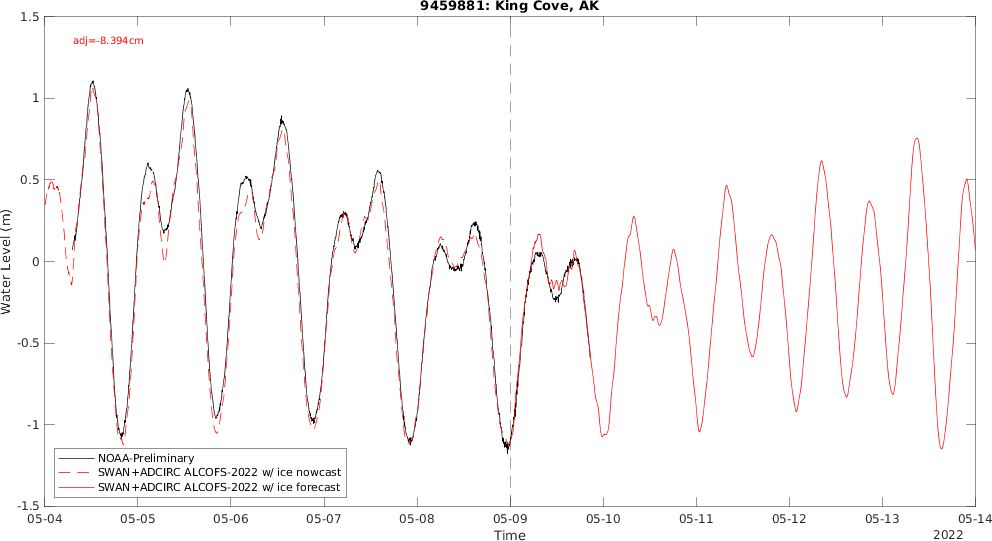 9459881: King Cove, AK
adj=-8.394cm
Water Level (m)
1.5
1
0.5
0
-0.5
-1
-1.5
NOAA-Preliminary
SWAN+ADCIRC ALCOFS-2022 w/ ice nowcast
SWAN+ADCIRC ALCOFS-2022 w/ ice forecast
05-04 05-05 05-06 05-07 05-08 05-09 05-10 05-11 05-12 05-13 05-14
Time
2022